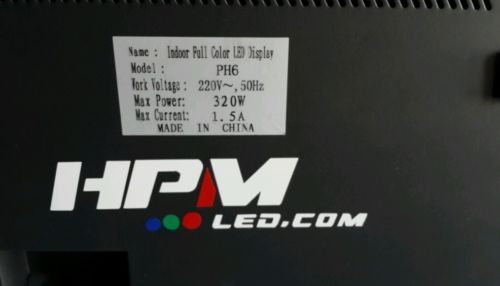 Name : Indoor Full Color LED Display
Model : PH6
Work Voltage: 220V~,50Hz
Max Power: 320W
Max Current: 1.5A
MADE IN CHINA
HPM
LED.COM